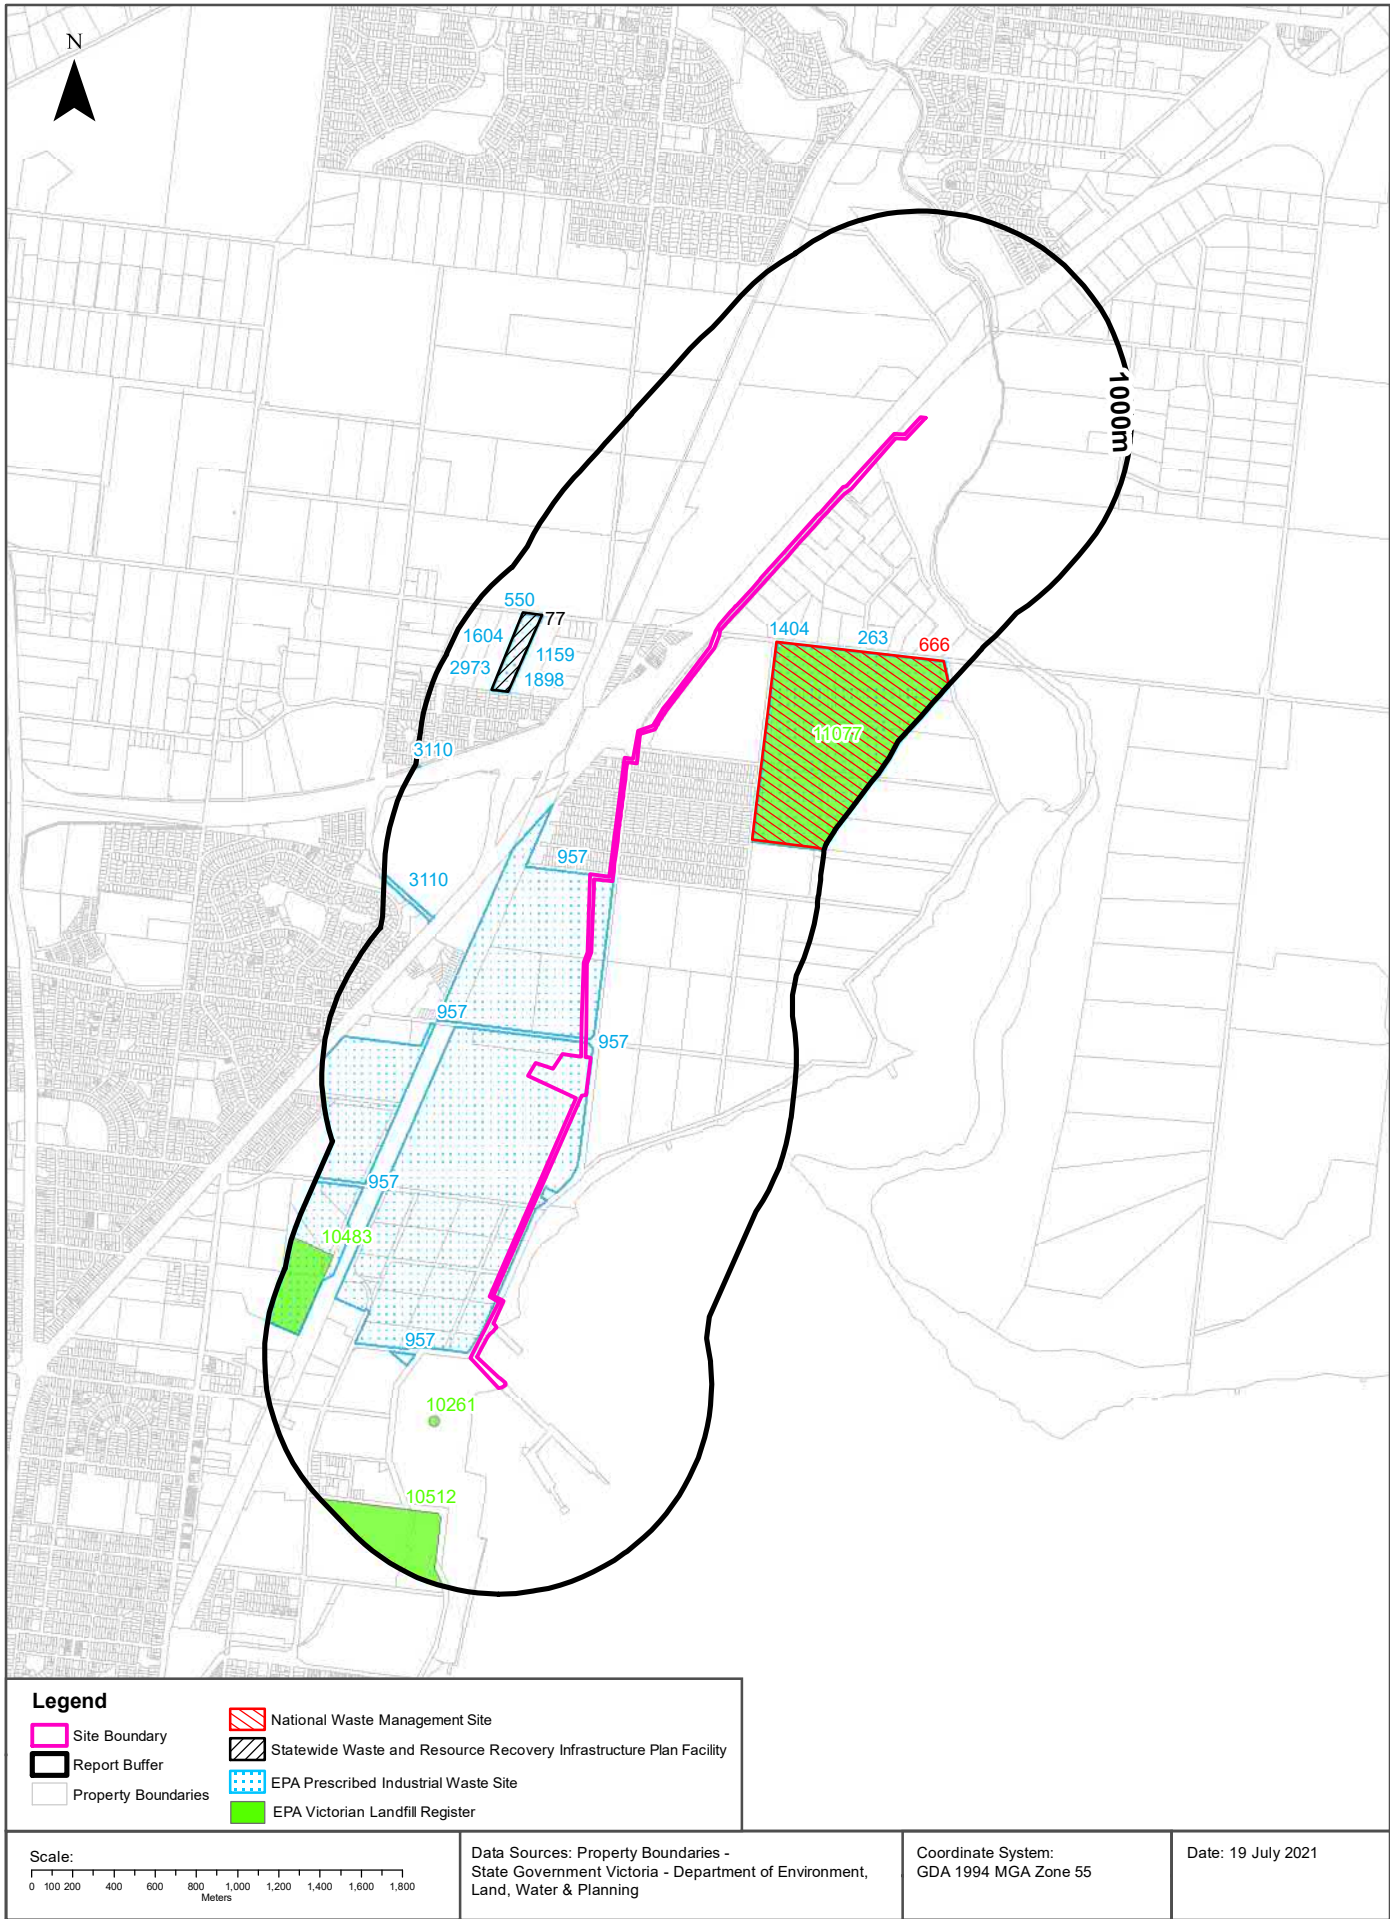 N
1000m
550
77
1604
1159
2973
1898
1404
263
666
11077
3110
957
3110
957
957
957
10483
957
10261
10512
Legend
Site Boundary
Report Buffer
Property Boundaries
National Waste Management Site
Statewide Waste and Resource Recovery Infrastructure Plan Facility
EPA Prescribed Industrial Waste Site
EPA Victorian Landfill Register
Scale:
0 100 200 400 600 800 1,000 1,200 1,400 1,600 1,800
Meters
Data Sources: Property Boundaries -
State Government Victoria - Department of Environment,
Land, Water & Planning
Coordinate System:
GDA 1994 MGA Zone 55
Date: 19 July 2021